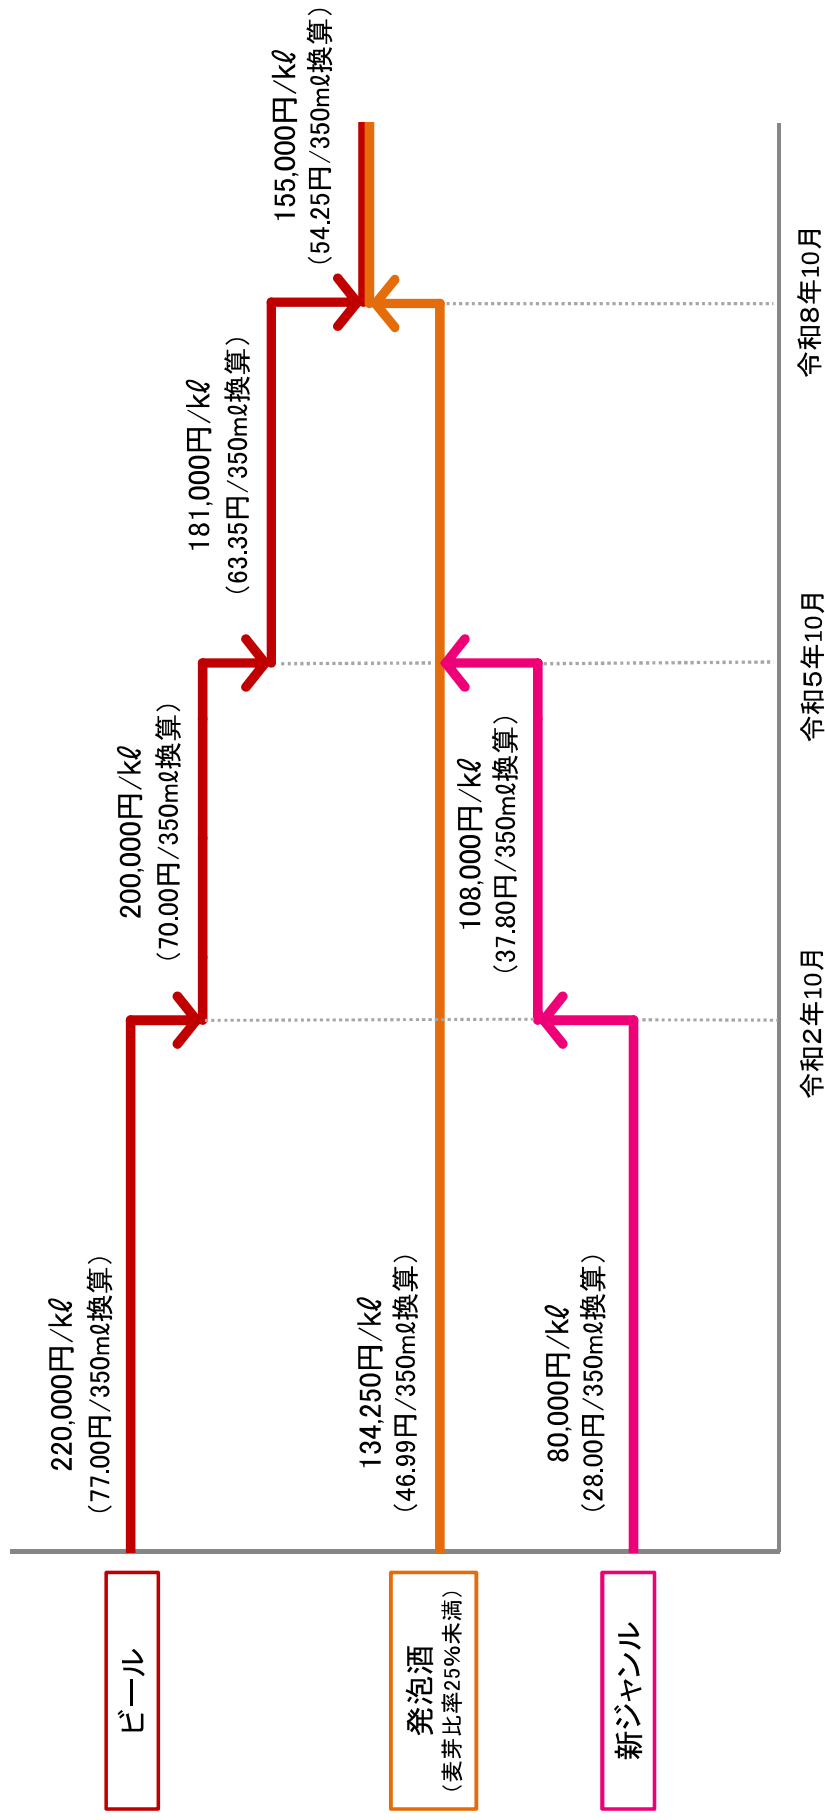 ビール
220,000円/kℓ
（77.00円/350mℓ換算）
200,000円/kℓ
（70.00円/350mℓ換算）
181,000円/kℓ
（63.35円/350mℓ換算）
155,000円/kℓ
（54.25円/350mℓ換算）
発泡酒
（麦芽比率25%未満）
134,250円/kℓ
（46.99円/350mℓ換算）
新ジャンル
80,000円/kℓ
（28.00円/350mℓ換算）
108,000円/kℓ
（37.80円/350mℓ換算）
令和2年10月
令和5年10月
令和8年10月